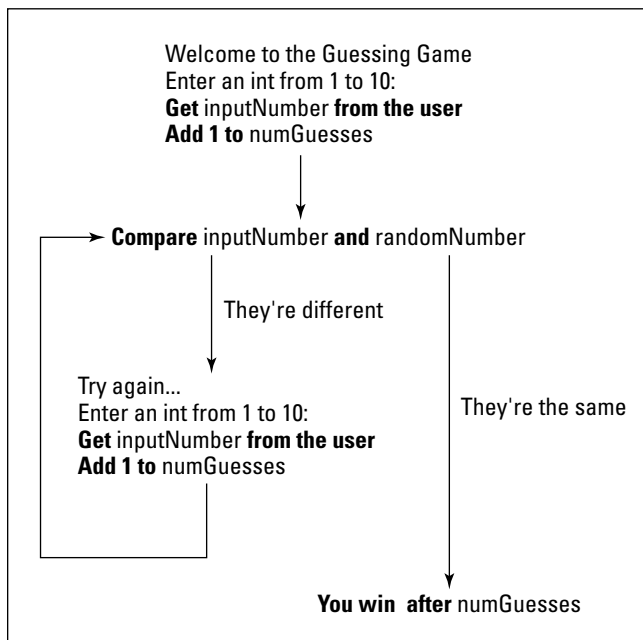 Welcome to the Guessing Game
Enter an int from 1 to 10:
Get inputNumber from the user
Add 1 to numGuesses
Compare inputNumber and randomNumber
They're different
Try again...
Enter an int from 1 to 10:
Get inputNumber from the user
Add 1 to numGuesses
They're the same
You win after numGuesses